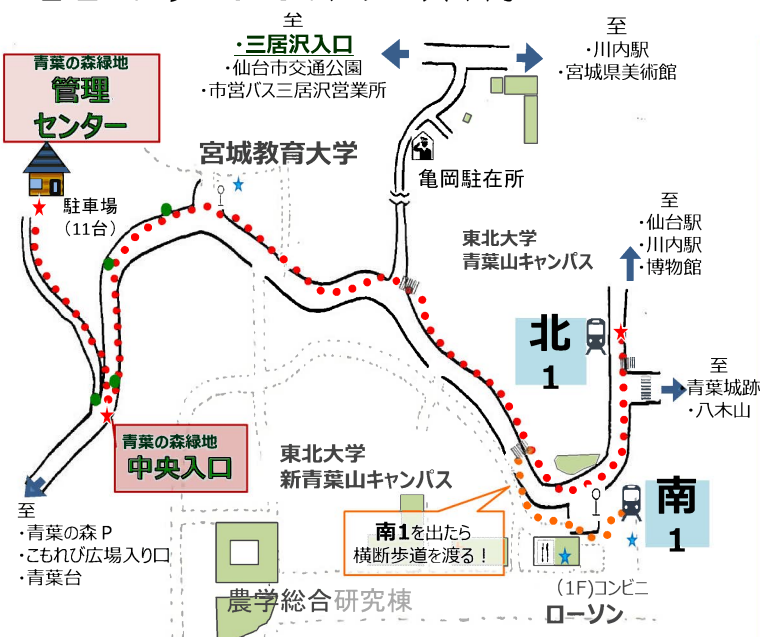 至
・三居沢入口
・仙台市交通公園
・市営バス三居沢営業所
至
・川内駅
・宮城県美術館
青葉の森緑地
管理
センター
宮城教育大学
亀岡駐在所
駐車場
（11台）
東北大学
青葉山キャンパス
至
・仙台駅
・川内駅
・博物館
北
1
至
・青葉城跡
・八木山
青葉の森緑地
中央入口
東北大学
新青葉山キャンパス
南
1
至
・青葉の森P
・こもれび広場入り口
・青葉台
南1を出たら
横断歩道を渡る！
農学総合研究棟
(1F)コンビニ
ローソン